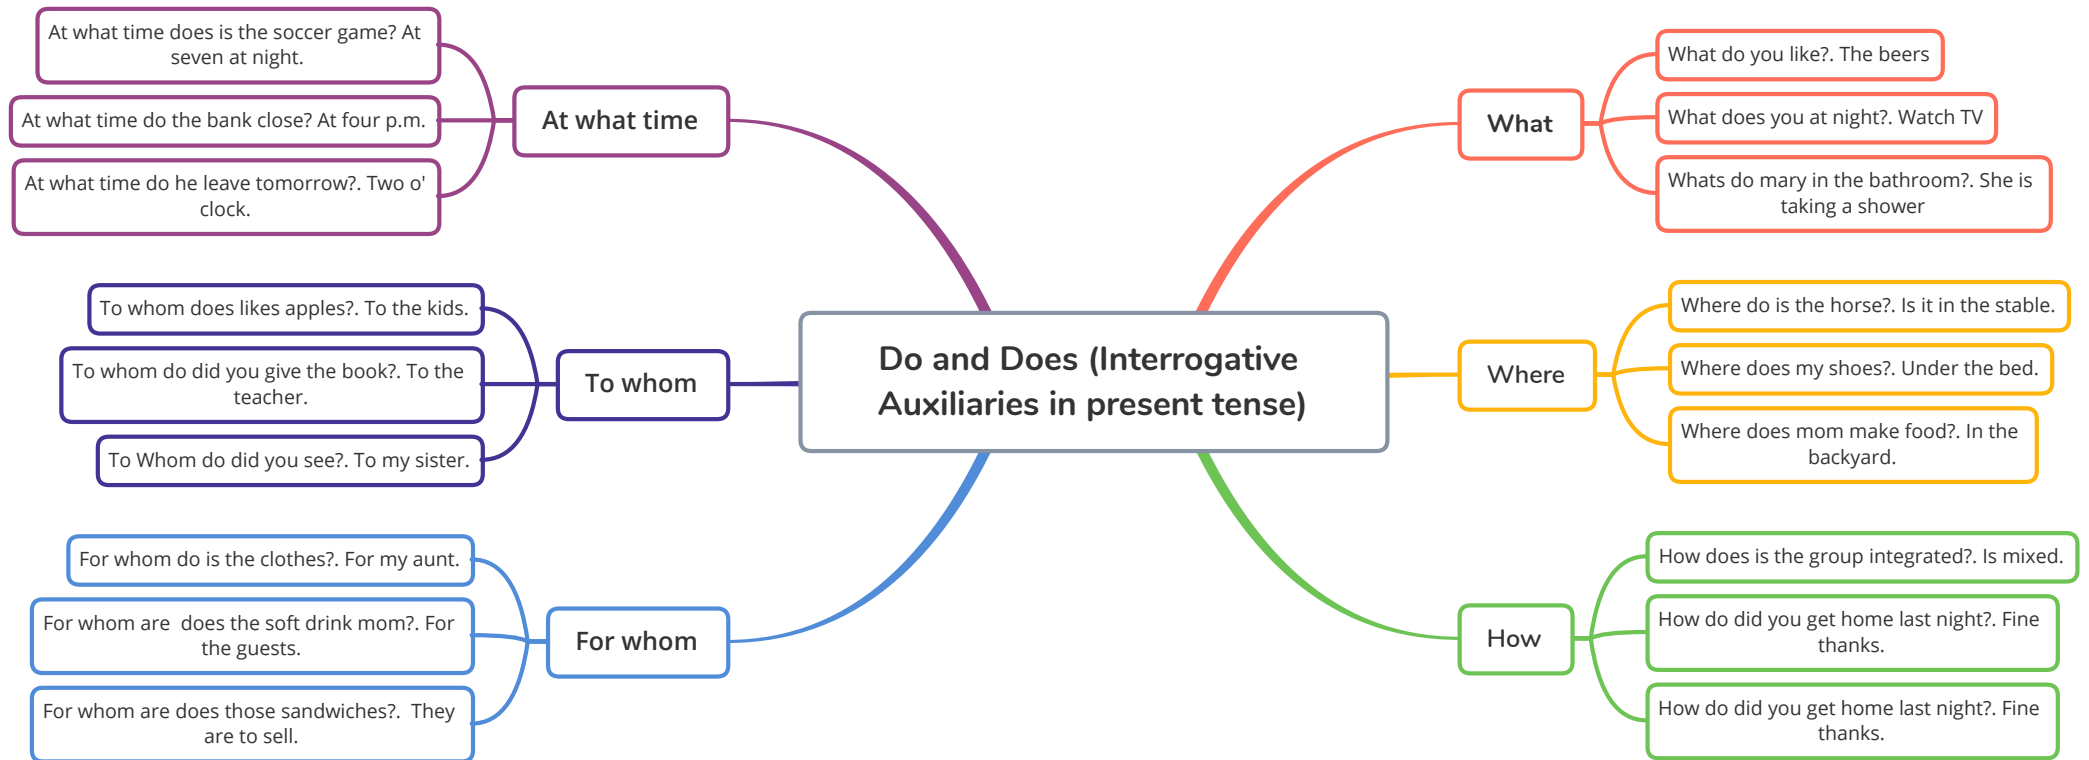 Do and Does (Interrogative
Auxiliaries in present tense)
At what time
At what time does is the soccer game? At
seven at night.
At what time do the bank close? At four p.m.
At what time do he leave tomorrow?. Two o'
clock.
To whom
To whom does likes apples?. To the kids.
To whom do did you give the book?. To the
teacher.
To Whom do did you see?. To my sister.
For whom
For whom do is the clothes?. For my aunt.
For whom are  does the soft drink mom?. For
the guests.
For whom are does those sandwiches?.  They
are to sell.
What
What do you like?. The beers
What does you at night?. Watch TV
Whats do mary in the bathroom?. She is
taking a shower
Where
Where do is the horse?. Is it in the stable.
Where does my shoes?. Under the bed.
Where does mom make food?. In the
backyard.
How
How does is the group integrated?. Is mixed.
How do did you get home last night?. Fine
thanks.
How do did you get home last night?. Fine
thanks.